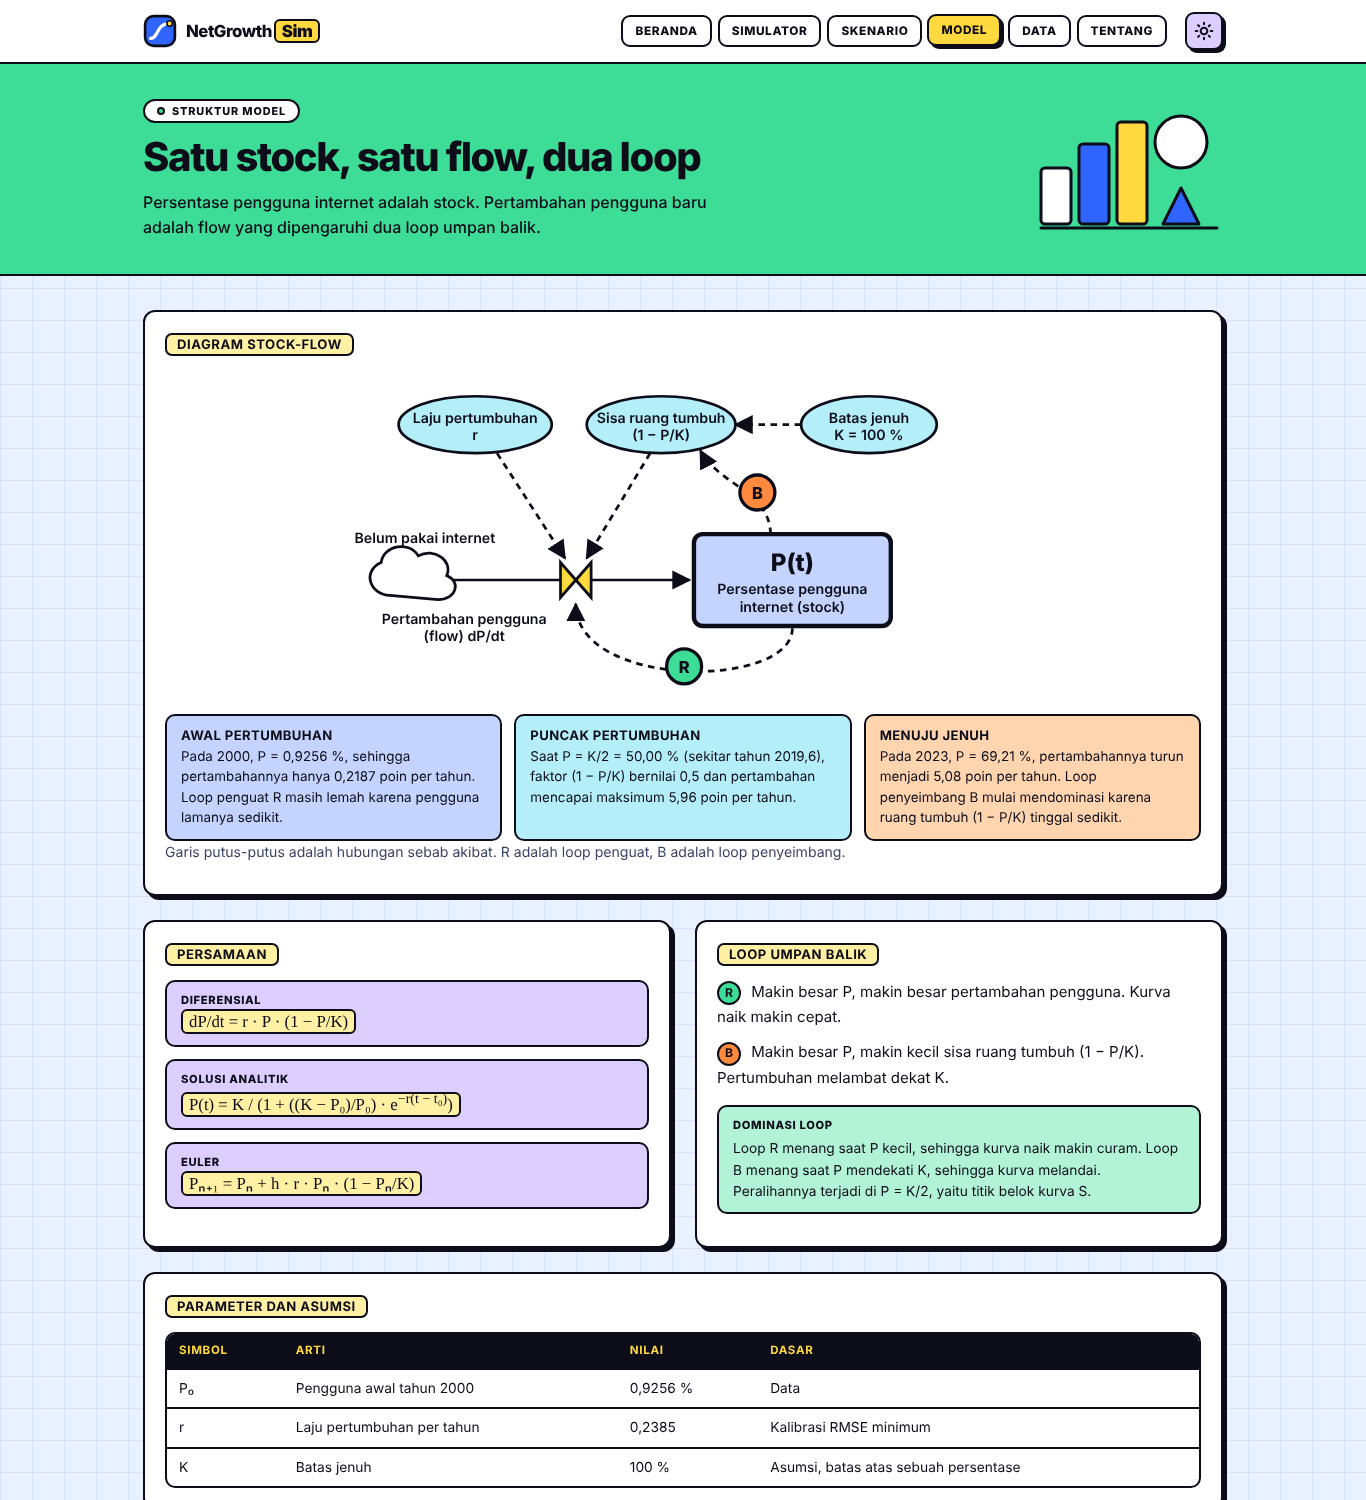 NetGrowth Sim
BERANDA
SIMULATOR
SKENARIO
MODEL
DATA
TENTANG
STRUKTUR MODEL
Satu stock, satu flow, dua loop
Persentase pengguna internet adalah stock. Pertambahan pengguna baru
adalah flow yang dipengaruhi dua loop umpan balik.
DIAGRAM STOCK-FLOW
Laju pertumbuhan
r
Sisa ruang tumbuh
(1 − P/K)
Batas jenuh
K = 100 %
B
Belum pakai internet
P(t)
Persentase pengguna
internet (stock)
Pertambahan pengguna
(flow) dP/dt
R
AWAL PERTUMBUHAN
Pada 2000, P = 0,9256 %, sehingga
pertambahannya hanya 0,2187 poin per tahun.
Loop penguat R masih lemah karena pengguna
lamanya sedikit.
PUNCAK PERTUMBUHAN
Saat P = K/2 = 50,00 % (sekitar tahun 2019,6),
faktor (1 − P/K) bernilai 0,5 dan pertambahan
mencapai maksimum 5,96 poin per tahun.
MENUJU JENUH
Pada 2023, P = 69,21 %, pertambahannya turun
menjadi 5,08 poin per tahun. Loop
penyeimbang B mulai mendominasi karena
ruang tumbuh (1 − P/K) tinggal sedikit.
Garis putus-putus adalah hubungan sebab akibat. R adalah loop penguat, B adalah loop penyeimbang.
PERSAMAAN
DIFERENSIAL
dP/dt = r · P · (1 − P/K)
SOLUSI ANALITIK
P(t) = K / (1 + ((K − P₀)/P₀) · e^−r(t − t₀))
EULER
Pₙ₊₁ = Pₙ + h · r · Pₙ · (1 − Pₙ/K)
LOOP UMPAN BALIK
R Makin besar P, makin besar pertambahan pengguna. Kurva
naik makin cepat.
B Makin besar P, makin kecil sisa ruang tumbuh (1 − P/K).
Pertumbuhan melambat dekat K.
DOMINASI LOOP
Loop R menang saat P kecil, sehingga kurva naik makin curam. Loop
B menang saat P mendekati K, sehingga kurva melandai.
Peralihannya terjadi di P = K/2, yaitu titik belok kurva S.
PARAMETER DAN ASUMSI
SIMBOL ARTI NILAI DASAR
P₀ Pengguna awal tahun 2000 0,9256 % Data
r Laju pertumbuhan per tahun 0,2385 Kalibrasi RMSE minimum
K Batas jenuh 100 % Asumsi, batas atas sebuah persentase